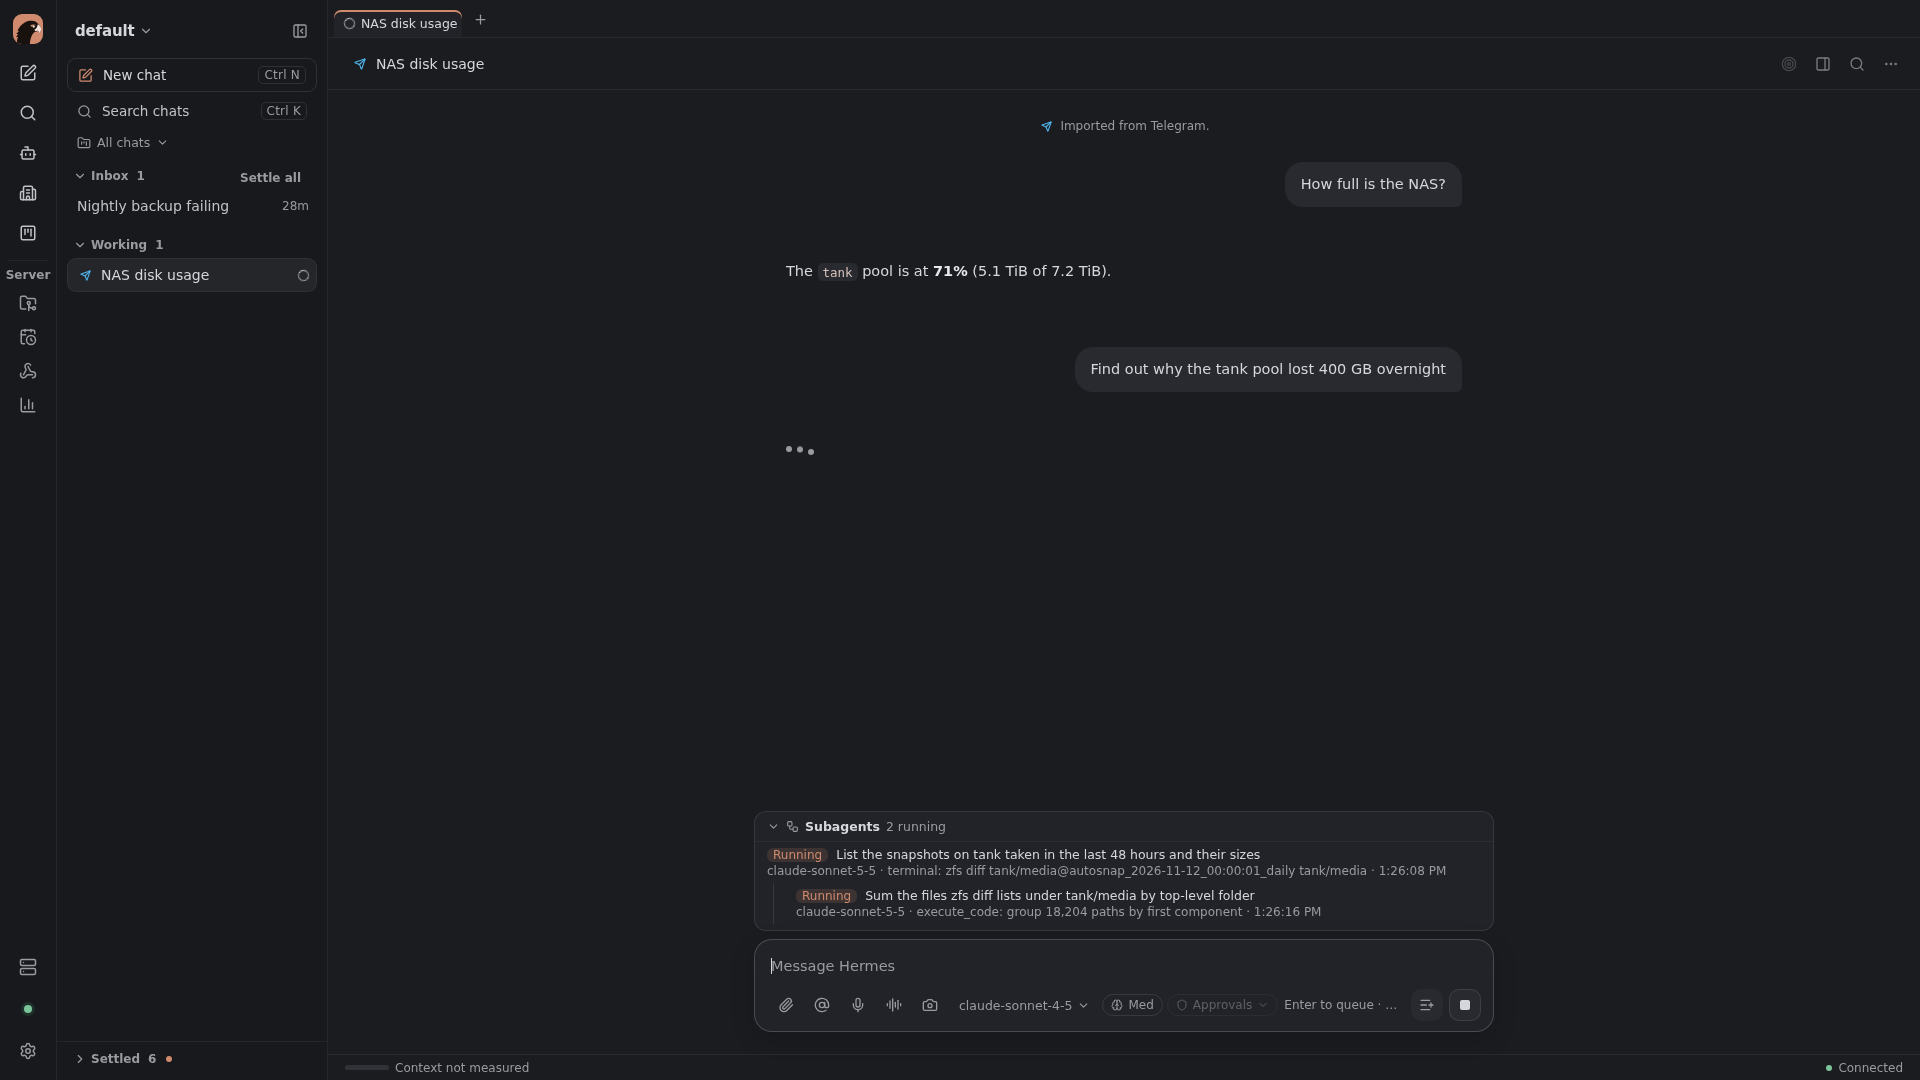 default
New chat
Ctrl N
Search chats
Ctrl K
All chats
Inbox 1
Settle all
Nightly backup failing
28m
Working 1
NAS disk usage
Server
Settled 6
NAS disk usage
NAS disk usage
Imported from Telegram.
How full is the NAS?
The tank pool is at 71% (5.1 TiB of 7.2 TiB).
Find out why the tank pool lost 400 GB overnight
Subagents 2 running
Running List the snapshots on tank taken in the last 48 hours and their sizes
claude-sonnet-5-5 · terminal: zfs diff tank/media@autosnap_2026-11-12_00:00:01_daily tank/media · 1:26:08 PM
Running Sum the files zfs diff lists under tank/media by top-level folder
claude-sonnet-5-5 · execute_code: group 18,204 paths by first component · 1:26:16 PM
Message Hermes
claude-sonnet-4-5
Med
Approvals
Enter to queue · ...
Context not measured
Connected